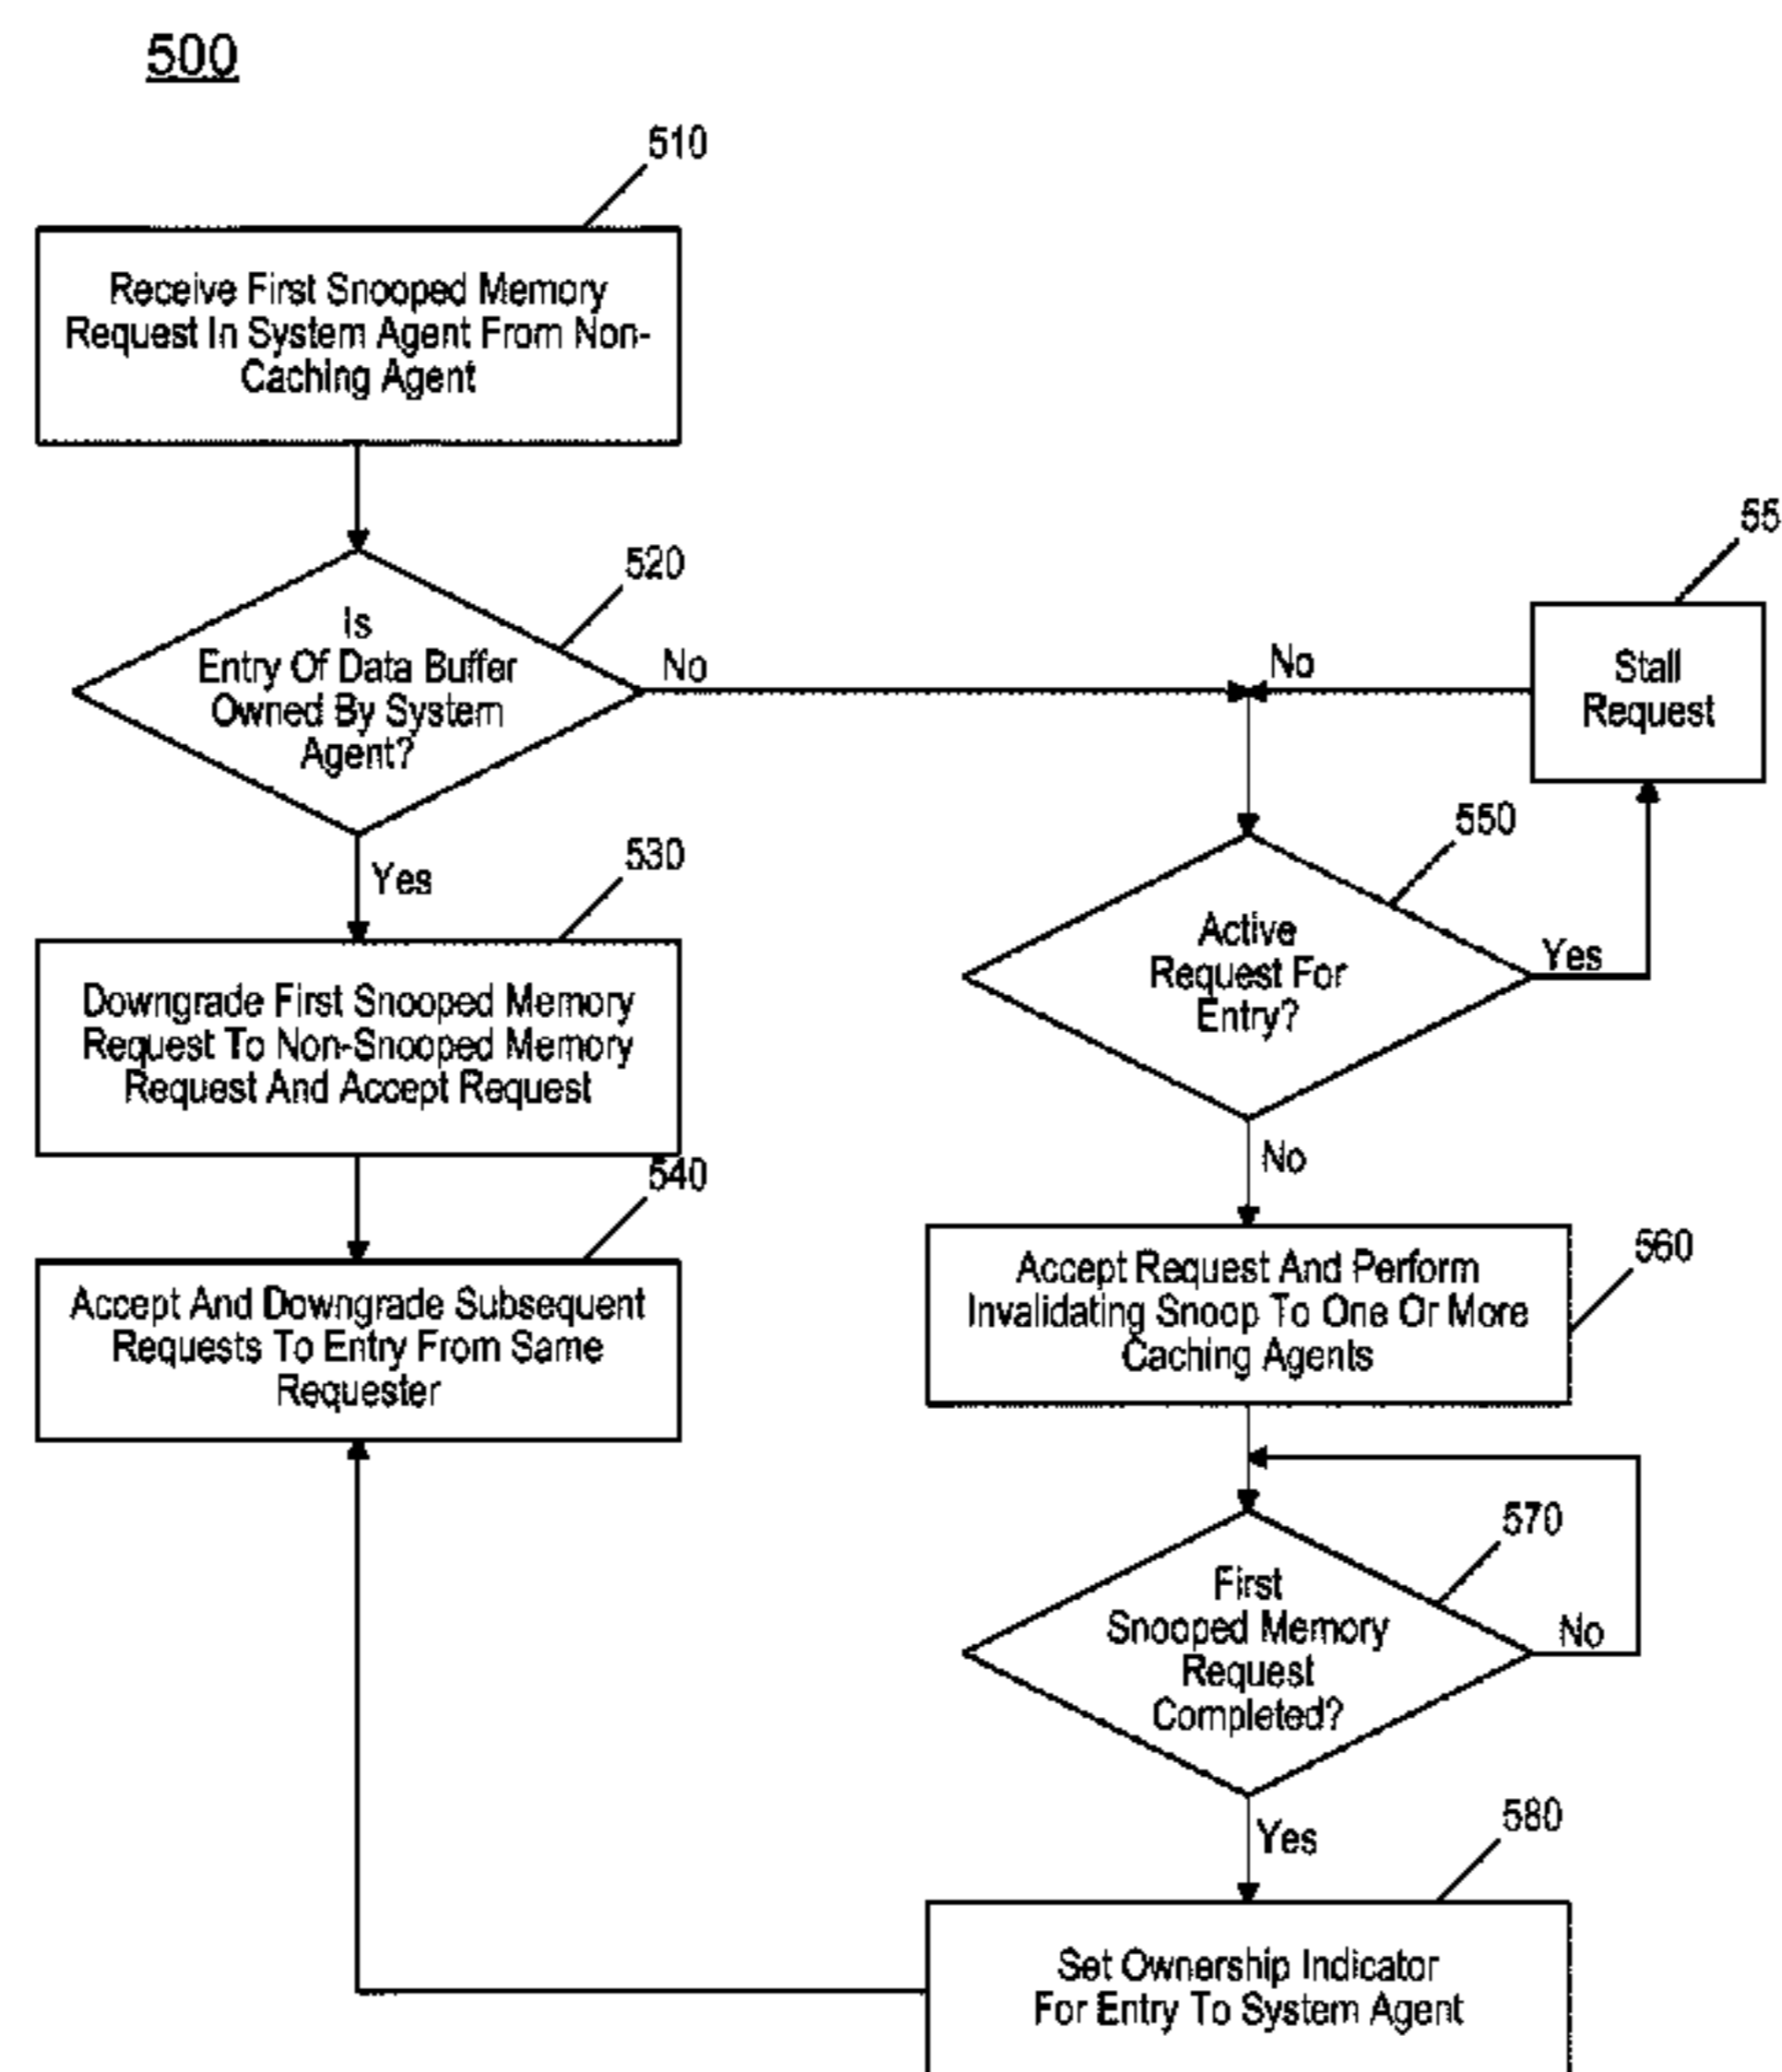 500
510
Receive First Snooped Memory
Request In System Agent From Non-
Caching Agent
520
Is
Entry Of Data Buffer
Owned By System
Agent?
No
No
55
Stall
Request
Yes
530
Downgrade First Snooped Memory
Request To Non-Snooped Memory
Request And Accept Request
540
Accept And Downgrade Subsequent
Requests To Entry From Same
Requester
550
Active
Request For
Entry?
Yes
No
560
Accept Request And Perform
Invalidating Snoop To One Or More
Caching Agents
570
First
Snooped Memory
Request
Completed?
No
Yes
580
Set Ownership Indicator
For Entry To System Agent